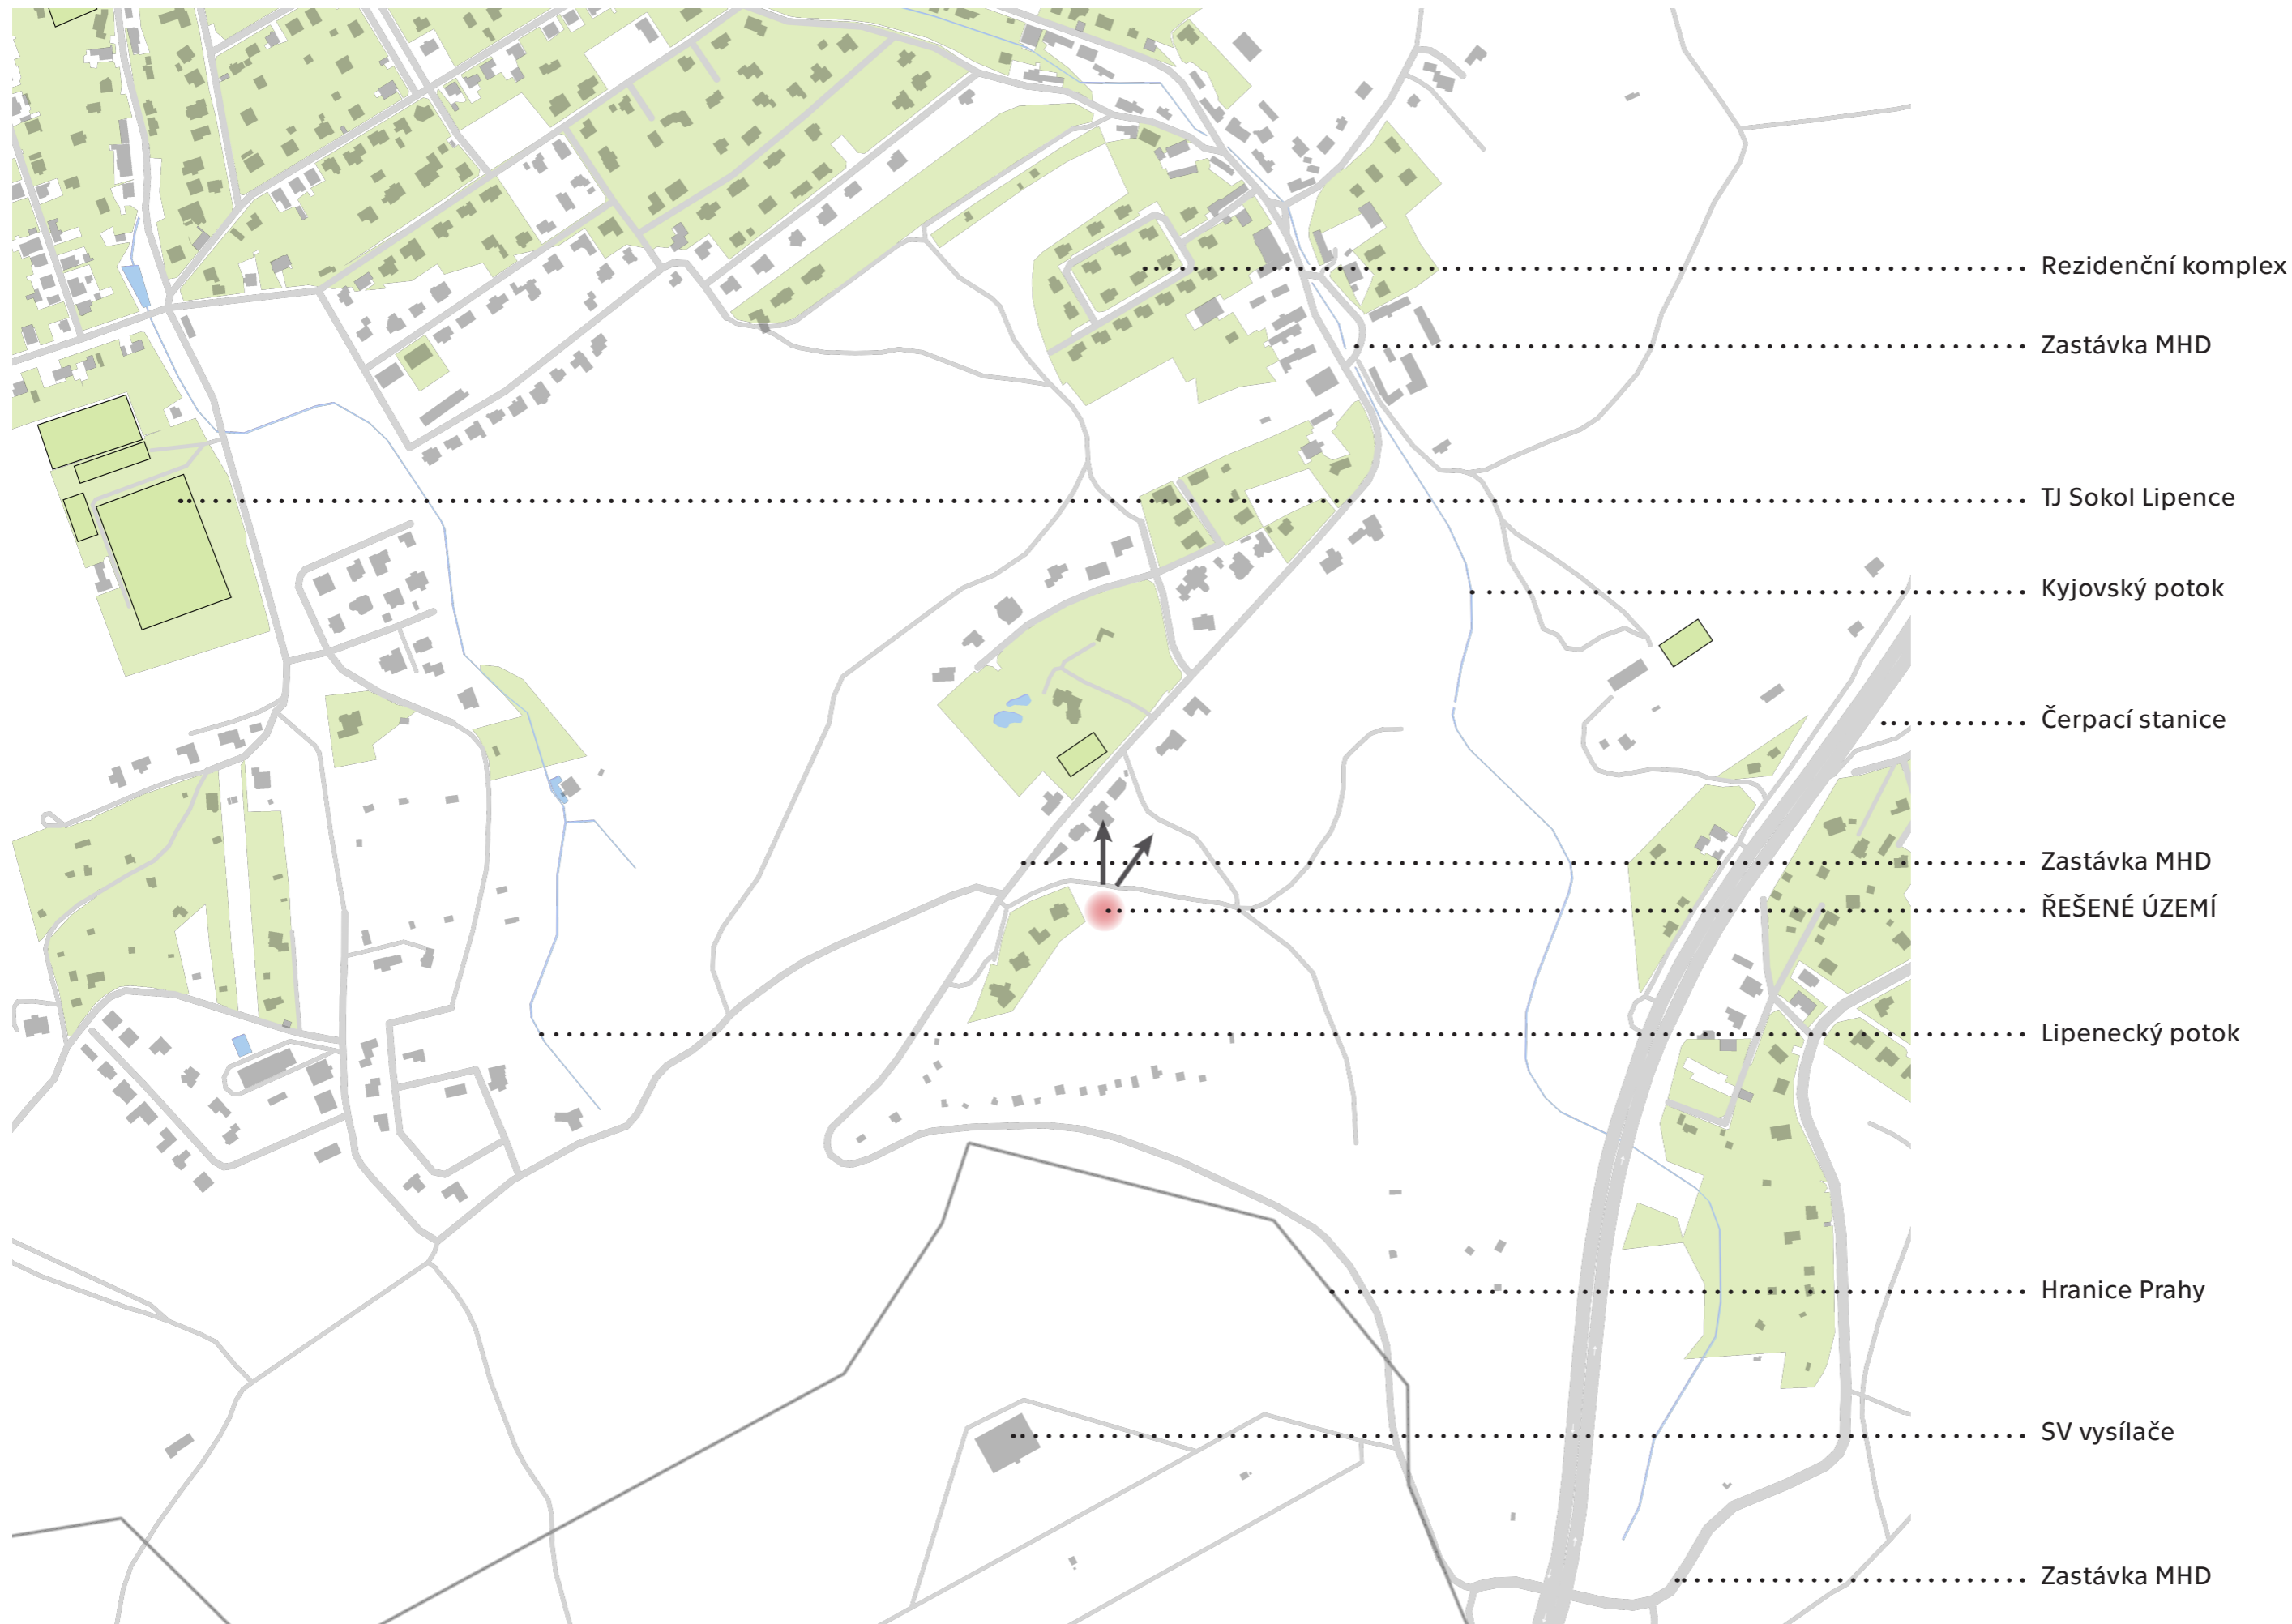 Rezidenční komplex
Zastávka MHD
TJ Sokol Lipence
Kyjovský potok
Čerpací stanice
Zastávka MHD
ŘEŠENÉ ÚZEMÍ
Lipenecký potok
Hranice Prahy
SV vysílače
Zastávka MHD